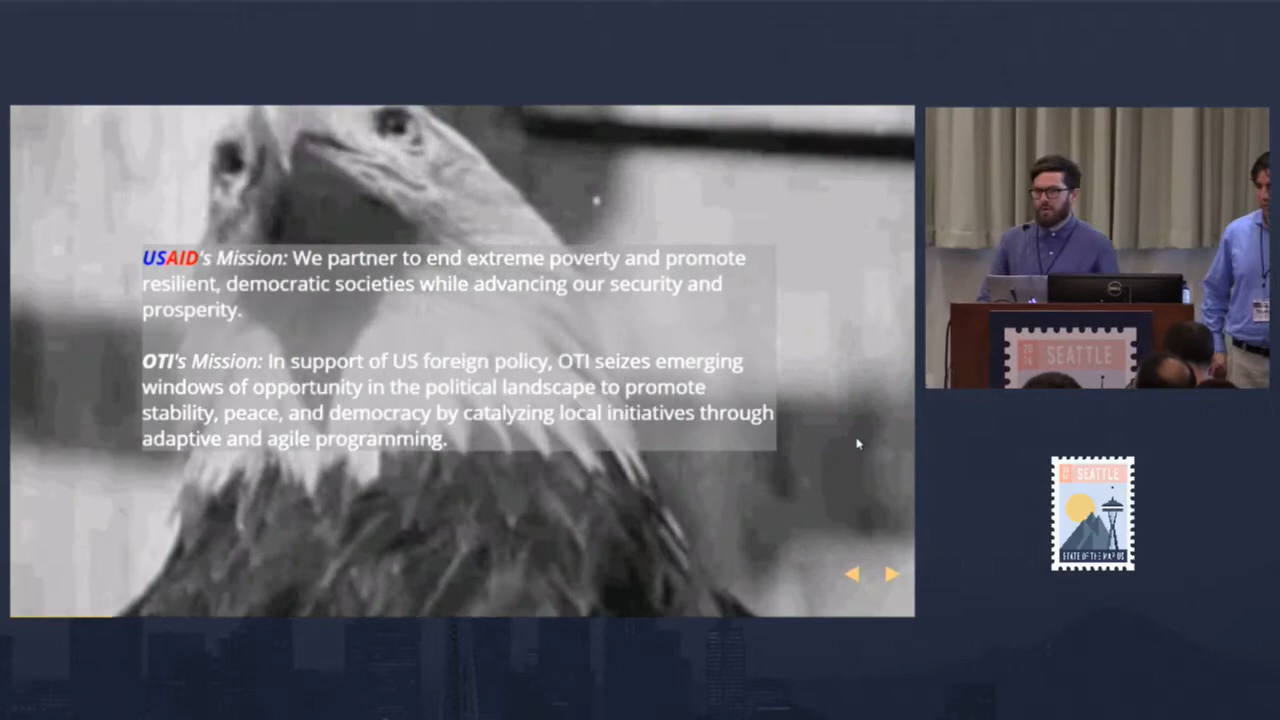 USAID's Mission: We partner to end extreme poverty and promote
resilient, democratic societies while advancing our security and
prosperity.
OTI's Mission: In support of US foreign policy, OTI seizes emerging
windows of opportunity in the political landscape to promote
stability, peace, and democracy by catalyzing local initiatives through
adaptive and agile programming.
DELL
20
16
SEATTLE
SEATTLE
STATE OF THE MAP US